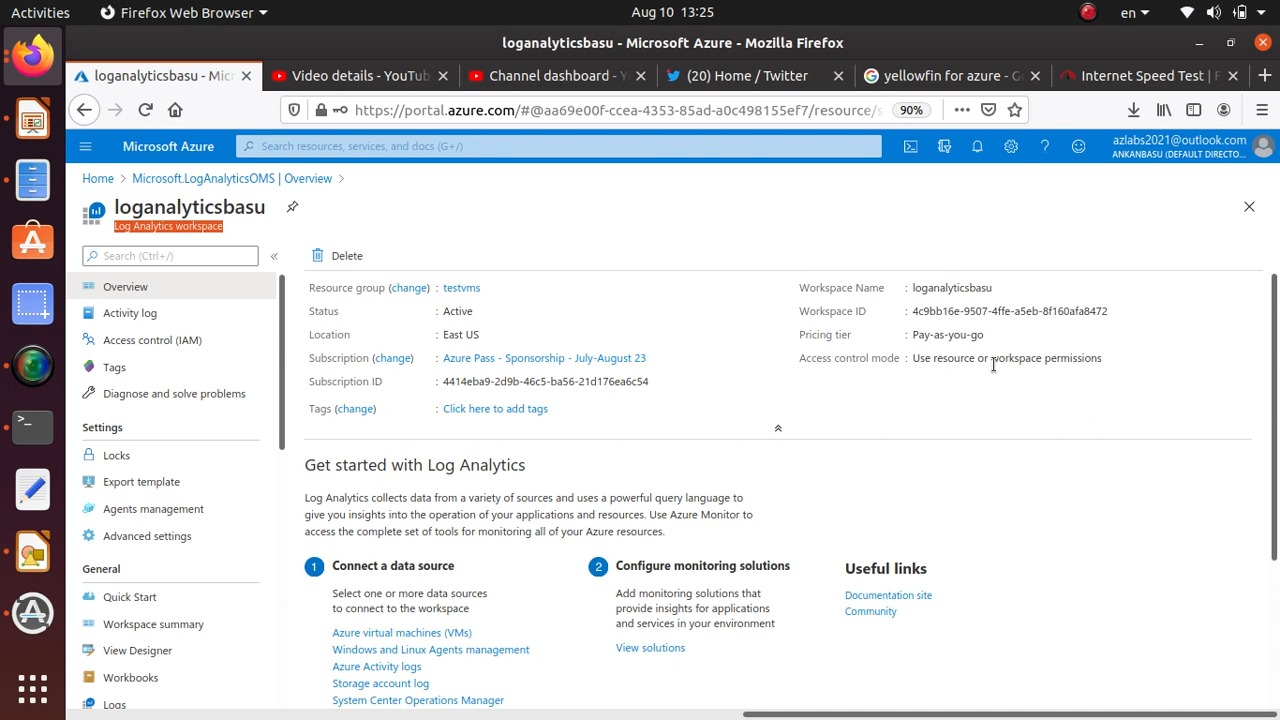 Activities
Firefox Web Browser
Aug 10 13:25
en
loganalyticsbasu - Microsoft Azure - Mozilla Firefox
loganalyticsbasu - Micr
Video details - YouTub
Channel dashboard - Y
(20) Home / Twitter
yellowfin for azure - G
Internet Speed Test | F
https://portal.azure.com/#@aa69e00f-ccea-4353-85ad-a0c498155ef7/resource/s
90%
Microsoft Azure
Search resources, services, and docs (G+/)
azlabs2021@outlook.com
ANKANBASU (DEFAULT DIRECTO...
Home
Microsoft.LogAnalyticsOMS | Overview
loganalyticsbasu
Log Analytics workspace
Search (Ctrl+/)
Overview
Activity log
Access control (IAM)
Tags
Diagnose and solve problems
Settings
Locks
Export template
Agents management
Advanced settings
General
Quick Start
Workspace summary
View Designer
Workbooks
Logs
Delete
Resource group (change) : testvms
Status : Active
Location : East US
Subscription (change) : Azure Pass - Sponsorship - July-August 23
Subscription ID : 4414eba9-2d9b-46c5-ba56-21d176ea6c54
Tags (change) : Click here to add tags
Workspace Name : loganalyticsbasu
Workspace ID : 4c9bb16e-9507-4ffe-a5eb-8f160afa8472
Pricing tier : Pay-as-you-go
Access control mode : Use resource or workspace permissions
Get started with Log Analytics
Log Analytics collects data from a variety of sources and uses a powerful query language to
give you insights into the operation of your applications and resources. Use Azure Monitor to
access the complete set of tools for monitoring all of your Azure resources.
1 Connect a data source
Select one or more data sources
to connect to the workspace
Azure virtual machines (VMs)
Windows and Linux Agents management
Azure Activity logs
Storage account log
System Center Operations Manager
2 Configure monitoring solutions
Add monitoring solutions that
provide insights for applications
and services in your environment
View solutions
Useful links
Documentation site
Community